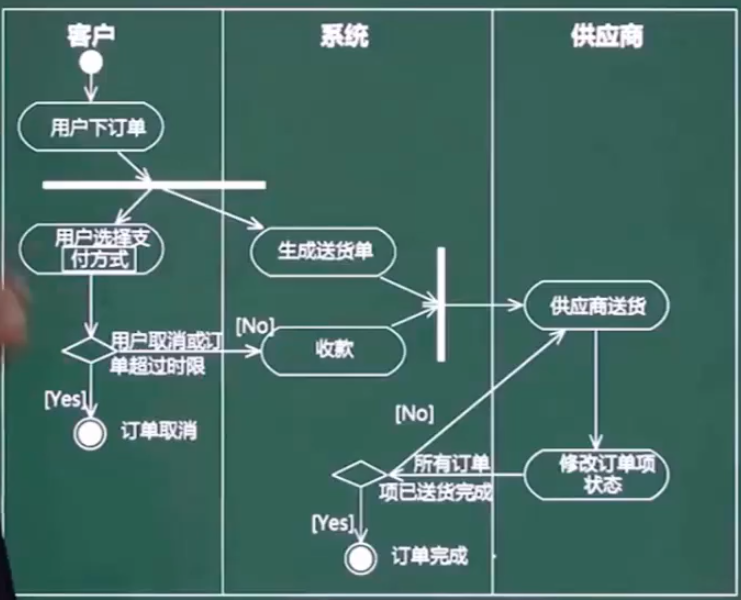 客户
系统
供应商
用户下订单
用户选择支
付方式
生成送货单
供应商送货
用户取消或订
单超过时限
[No]
收款
[Yes]
订单取消
[No]
所有订单
项已送货完成
修改订单项
状态
[Yes]
订单完成